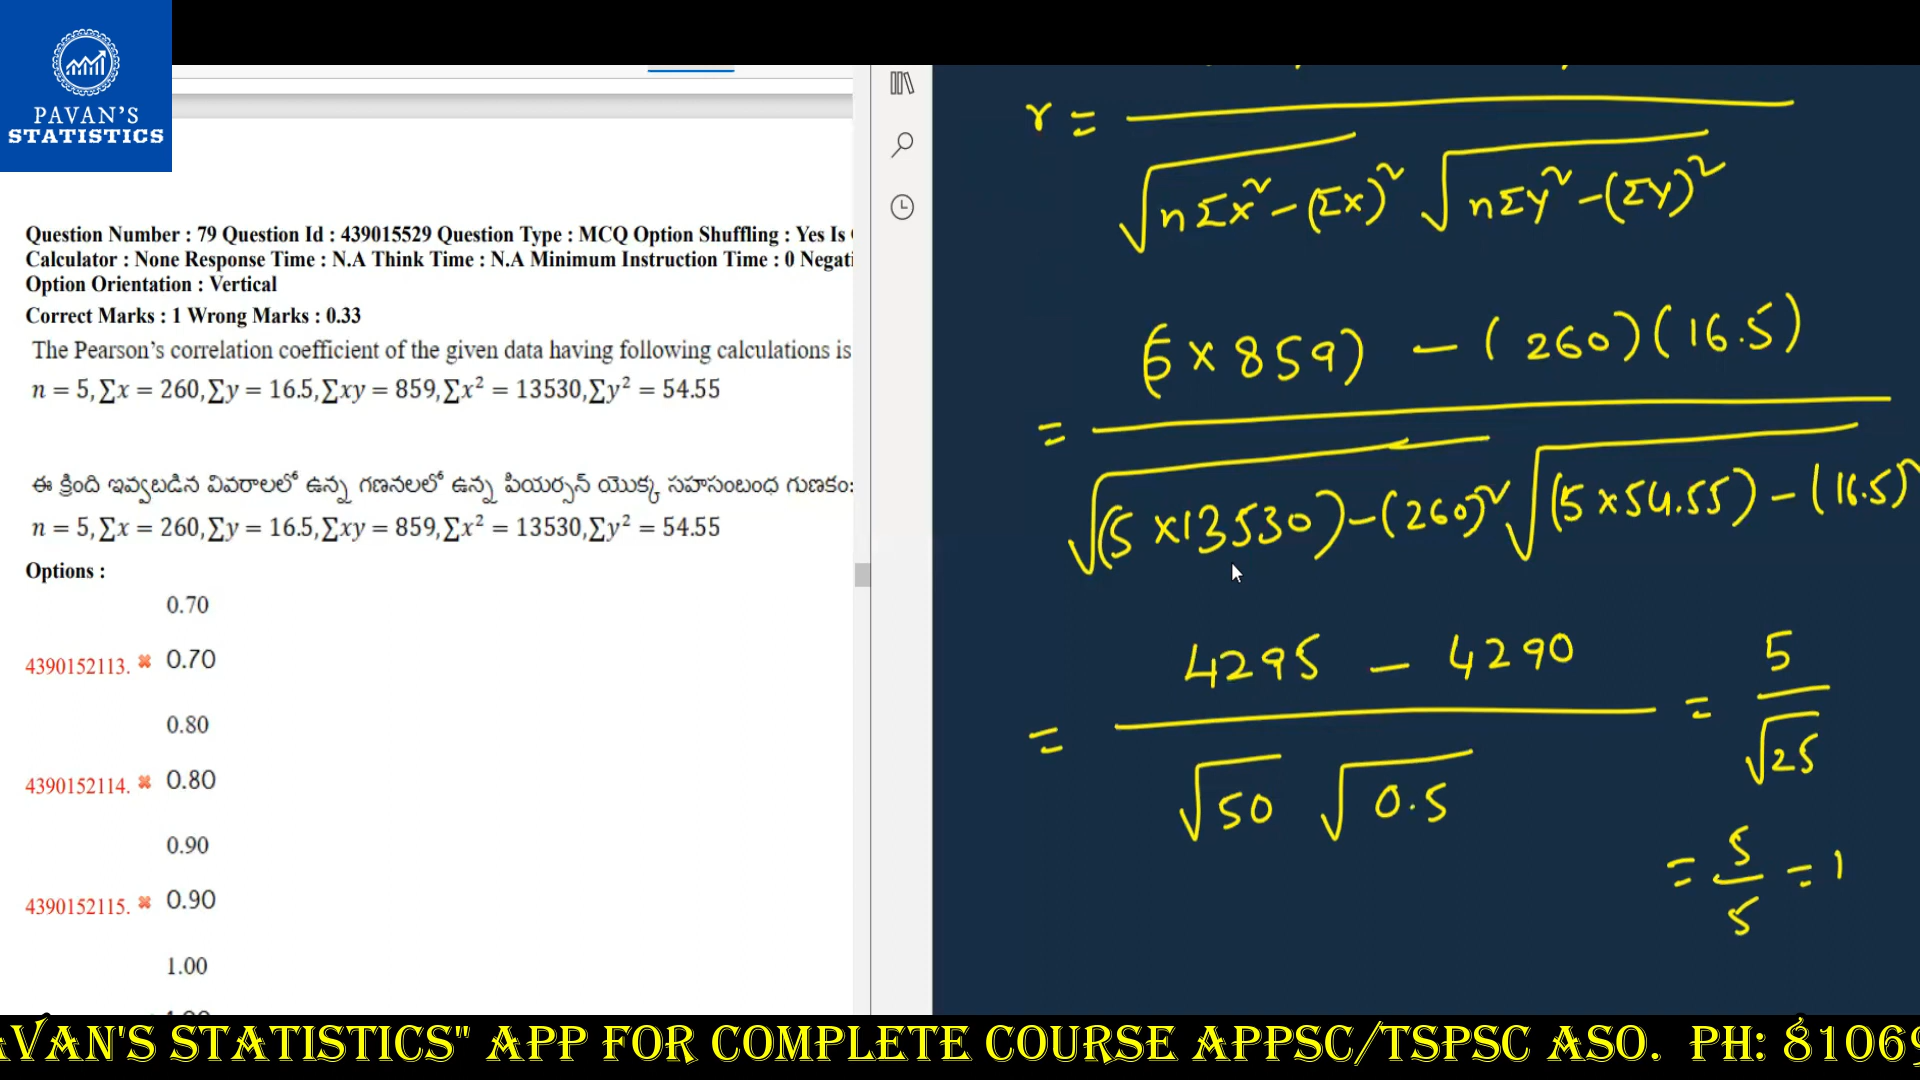 PAVAN'S
STATISTICS
Question Number : 79 Question Id : 439015529 Question Type : MCQ Option Shuffling : Yes Is
Calculator : None Response Time : N.A Think Time : N.A Minimum Instruction Time : 0 Negati
Option Orientation : Vertical
Correct Marks : 1 Wrong Marks : 0.33
The Pearson's correlation coefficient of the given data having following calculations is
n = 5, ∑x = 260, ∑y = 16.5, ∑xy = 859, ∑x² = 13530, ∑y² = 54.55
ఈ క్రింది ఇవ్వబడిన వివరాలలో ఉన్న గణనలలో ఉన్న పియర్సన్ యొక్క సహసంబంధ గుణకం:
n = 5, ∑x = 260, ∑y = 16.5, ∑xy = 859, ∑x² = 13530, ∑y² = 54.55
Options :
0.70
4390152113. ✖ 0.70
0.80
4390152114. ✖ 0.80
0.90
4390152115. ✖ 0.90
1.00
r =
√nΣx² - (Σx)² √nΣy² - (Σy)²
(5 × 859) - (260)(16.5)
=
√(5 × 13530) - (260)² √(5 × 54.55) - (16.5)
4295 - 4290
=
√50 √0.5
= 5
√25
= 5/5 = 1
AVAN'S STATISTICS" APP FOR COMPLETE COURSE APPSC/TSPSC ASO. PH: 81069